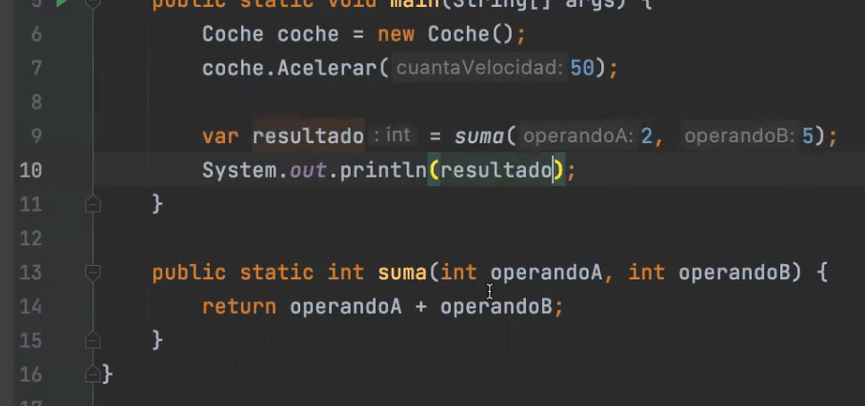 5 public static void main(String[] args) {
6 Coche coche = new Coche();
7 coche.Acelerar( cuantaVelocidad: 50);
8
9 var resultado : int = suma( operandoA: 2, operandoB: 5);
10 System.out.println(resultado);
11 }
12
13 public static int suma(int operandoA, int operandoB) {
14 return operandoA + operandoB;
15 }
16 }
17